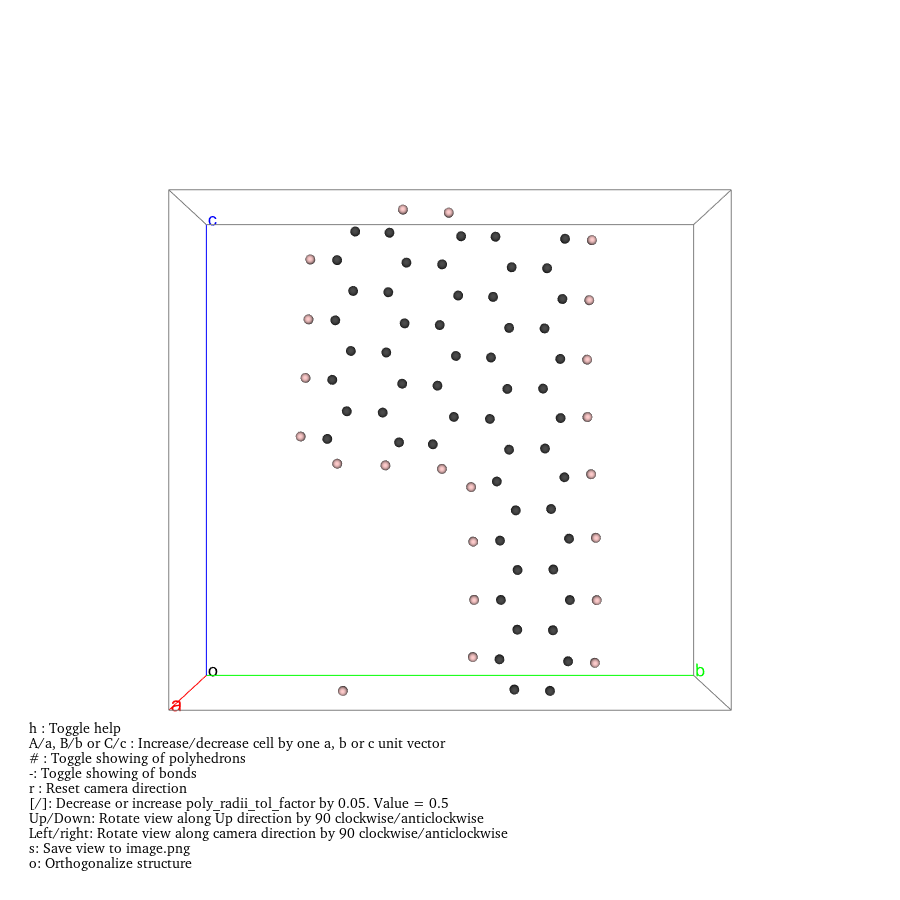 c
o
b
a
h : Toggle help
A/a, B/b or C/c : Increase/decrease cell by one a, b or c unit vector
# : Toggle showing of polyhedrons
-: Toggle showing of bonds
r : Reset camera direction
[/]: Decrease or increase poly_radii_tol_factor by 0.05. Value = 0.5
Up/Down: Rotate view along Up direction by 90 clockwise/anticlockwise
Left/right: Rotate view along camera direction by 90 clockwise/anticlockwise
s: Save view to image.png
o: Orthogonalize structure